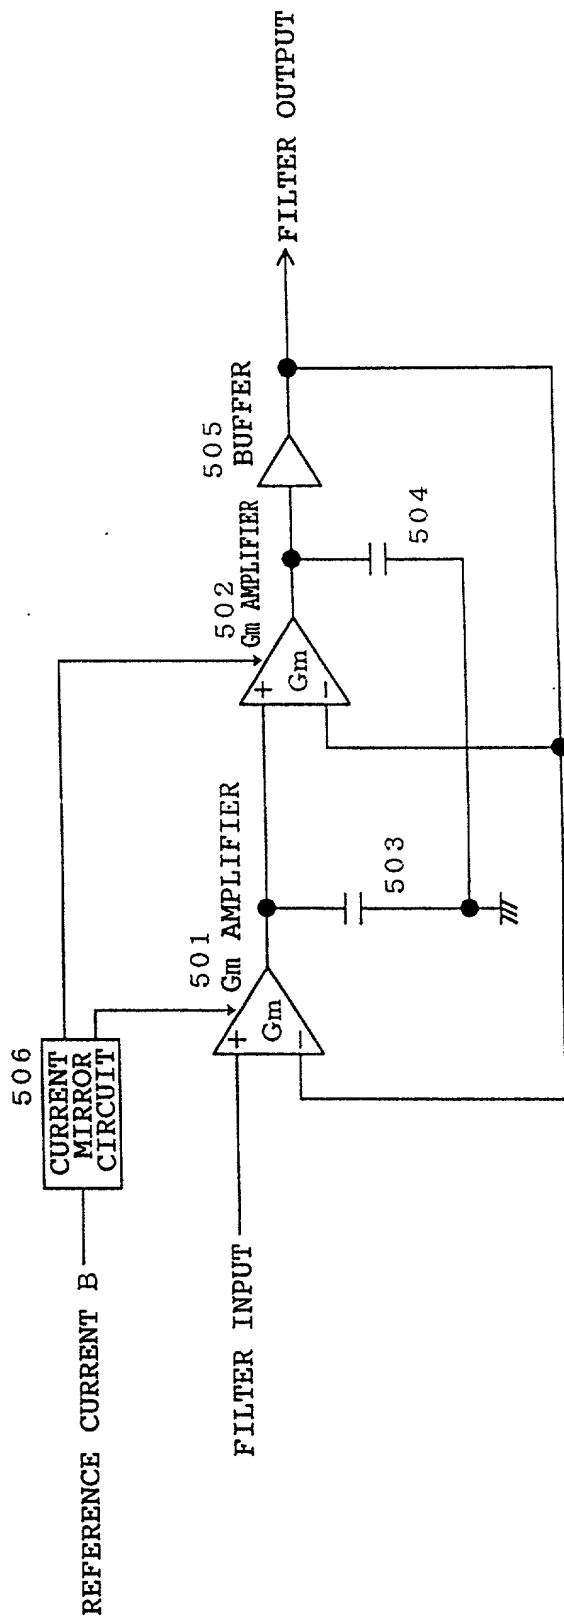 506
CURRENT
MIRROR
CIRCUIT
REFERENCE CURRENT B
FILTER INPUT
501
Gm AMPLIFIER
+
Gm
−
503
502
Gm AMPLIFIER
+
Gm
−
504
505
BUFFER
FILTER OUTPUT